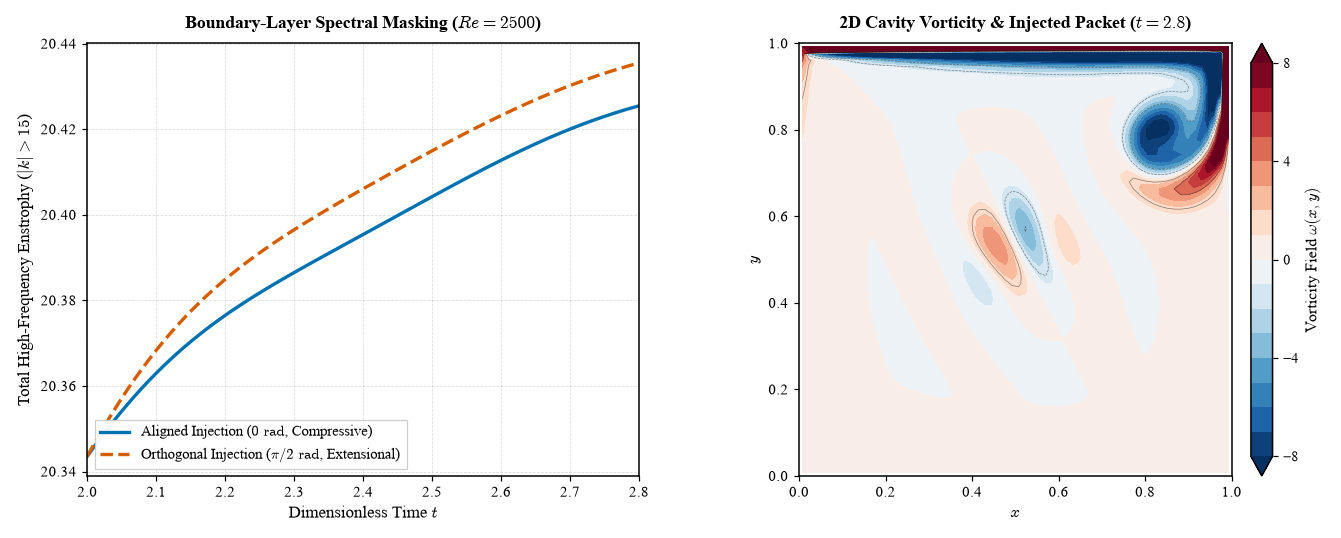 Boundary-Layer Spectral Masking (Re = 2500)
Total High-Frequency Enstrophy (|k| > 15)
20.44
20.42
20.40
20.38
20.36
20.34
Aligned Injection (0 rad, Compressive)
Orthogonal Injection (π/2 rad, Extensional)
2.0 2.1 2.2 2.3 2.4 2.5 2.6 2.7 2.8
Dimensionless Time t
2D Cavity Vorticity & Injected Packet (t = 2.8)
y
1.0
0.8
0.6
0.4
0.2
0.0
0.0 0.2 0.4 0.6 0.8 1.0
x
8
4
0
−4
−8
Vorticity Field ω(x, y)